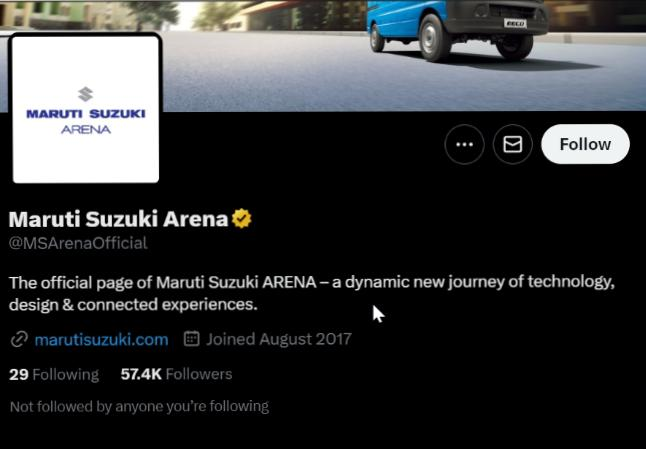 EECO
MARUTI SUZUKI
ARENA
Follow
Maruti Suzuki Arena
@MSArenaOfficial
The official page of Maruti Suzuki ARENA – a dynamic new journey of technology,
design & connected experiences.
marutisuzuki.com Joined August 2017
29 Following 57.4K Followers
Not followed by anyone you’re following